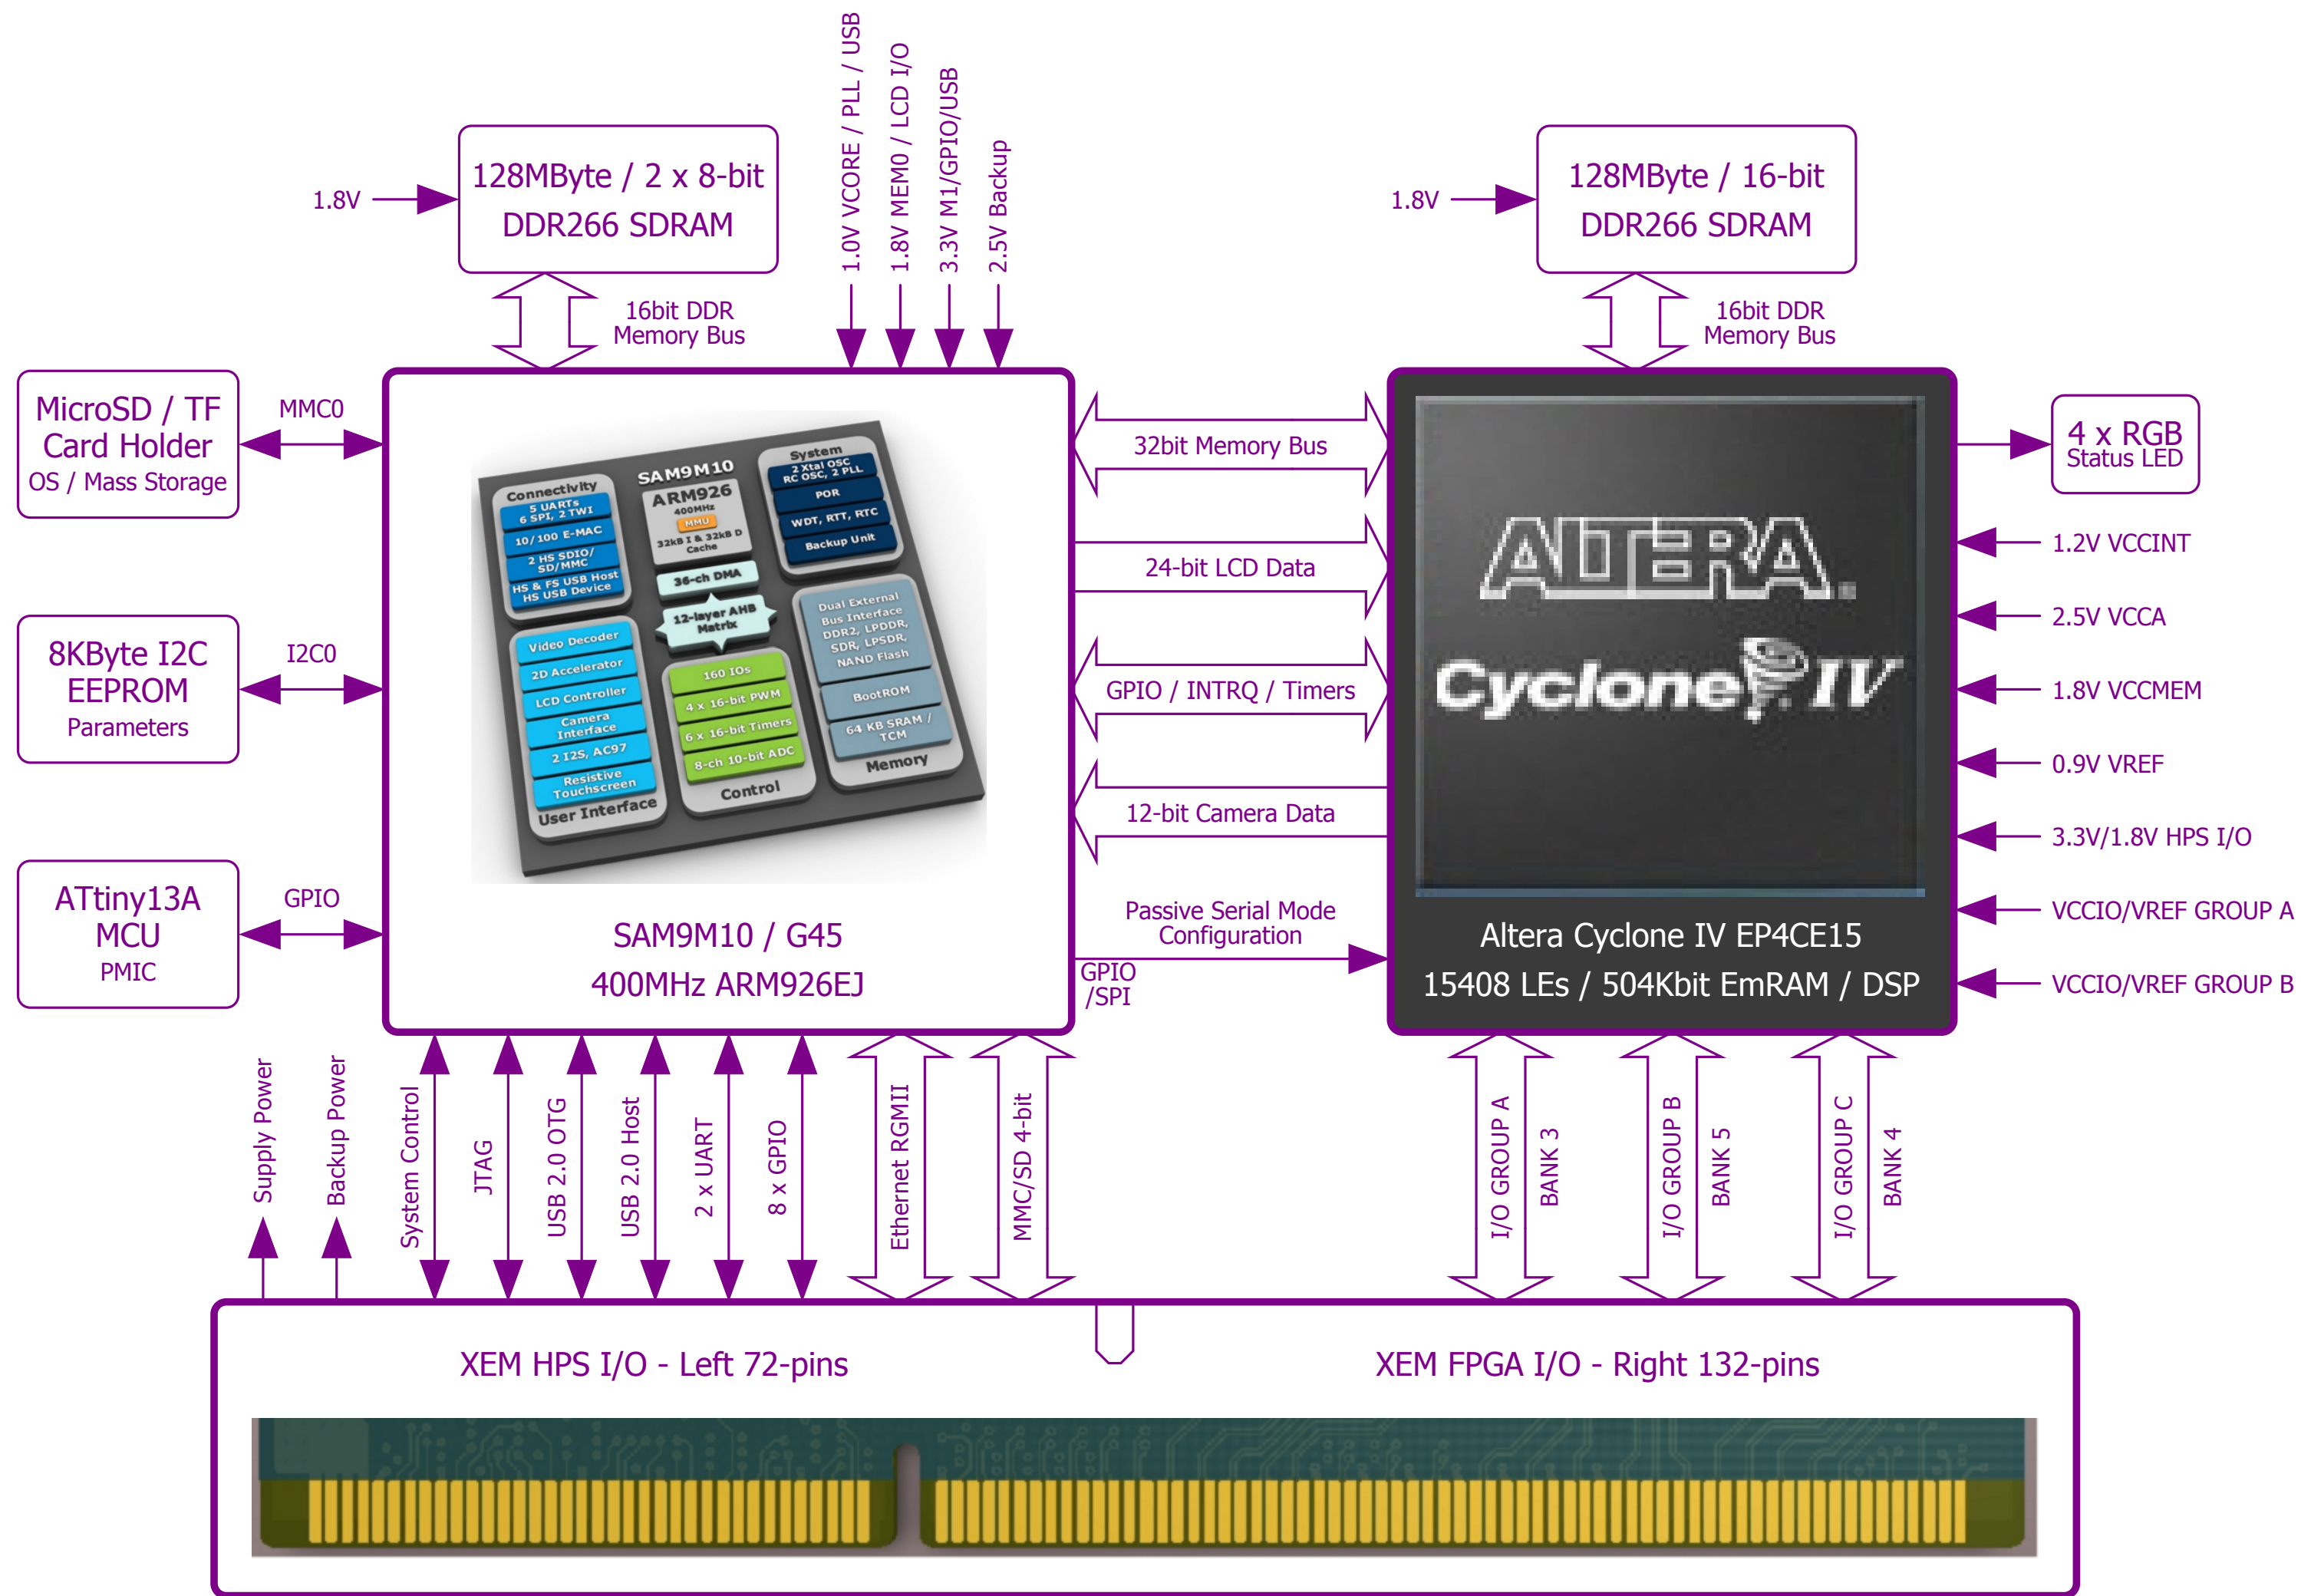 1.0V VCORE / PLL / USB
1.8V MEM0 / LCD I/O
3.3V M1/GPIO/USB
2.5V Backup
1.8V
128MByte / 2 x 8-bit
DDR266 SDRAM
16bit DDR
Memory Bus
1.8V
128MByte / 16-bit
DDR266 SDRAM
16bit DDR
Memory Bus
MicroSD / TF
Card Holder
OS / Mass Storage
MMC0
8KByte I2C
EEPROM
Parameters
I2C0
ATtiny13A
MCU
PMIC
GPIO
SAM9M10
Connectivity
5 UARTs
6 SPI, 2 TWI
10/100 E-MAC
2 HS SDIO/
SD/MMC
HS & FS USB Host
HS USB Device
ARM926
400MHz
MMU
32kB I & 32kB D
Cache
36-ch DMA
12-layer AHB
Matrix
System
2 Xtal OSC
RC OSC, 2 PLL
POR
WDT, RTT, RTC
Backup Unit
Video Decoder
2D Accelerator
LCD Controller
Camera
Interface
2 I2S, AC97
Resistive
Touchscreen
User Interface
160 IOs
4 x 16-bit PWM
6 x 16-bit Timers
8-ch 10-bit ADC
Control
Dual External
Bus Interface
DDR2, LPDDR,
SDR, LPSDR,
NAND Flash
BootROM
64 KB SRAM /
TCM
Memory
SAM9M10 / G45
400MHz ARM926EJ
32bit Memory Bus
24-bit LCD Data
GPIO / INTRQ / Timers
12-bit Camera Data
Passive Serial Mode
Configuration
GPIO
/SPI
ALTERA®
Cyclone IV
Altera Cyclone IV EP4CE15
15408 LEs / 504Kbit EmRAM / DSP
4 x RGB
Status LED
1.2V VCCINT
2.5V VCCA
1.8V VCCMEM
0.9V VREF
3.3V/1.8V HPS I/O
VCCIO/VREF GROUP A
VCCIO/VREF GROUP B
Supply Power
Backup Power
System Control
JTAG
USB 2.0 OTG
USB 2.0 Host
2 x UART
8 x GPIO
Ethernet RGMII
MMC/SD 4-bit
I/O GROUP A
BANK 3
I/O GROUP B
BANK 5
I/O GROUP C
BANK 4
XEM HPS I/O - Left 72-pins
XEM FPGA I/O - Right 132-pins